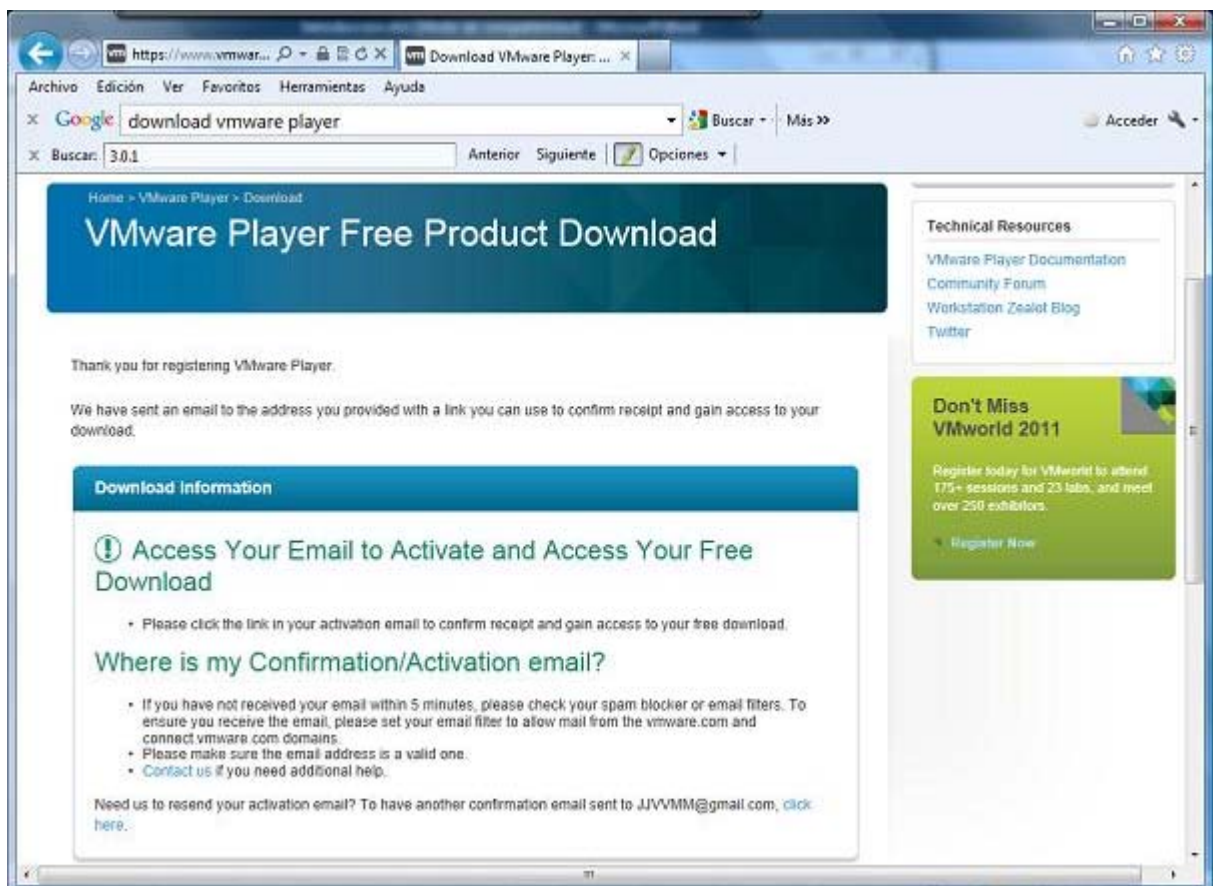 https://www.vmwar...
Download VMware Player: ...
Archivo Edición Ver Favoritos Herramientas Ayuda
Google download vmware player Buscar Más >> Acceder
Buscar: 3.0.1 Anterior Siguiente Opciones
Home > VMware Player > Download
VMware Player Free Product Download
Thank you for registering VMware Player.
We have sent an email to the address you provided with a link you can use to confirm receipt and gain access to your
download.
Download Information
Access Your Email to Activate and Access Your Free
Download
• Please click the link in your activation email to confirm receipt and gain access to your free download.
Where is my Confirmation/Activation email?
• If you have not received your email within 5 minutes, please check your spam blocker or email filters. To
ensure you receive the email, please set your email filter to allow mail from the vmware.com and
connect.vmware.com domains.
• Please make sure the email address is a valid one.
• Contact us if you need additional help.
Need us to resend your activation email? To have another confirmation email sent to JJVVMM@gmail.com, click
here.
Technical Resources
VMware Player Documentation
Community Forum
Workstation Zealot Blog
Twitter
Don't Miss
VMworld 2011
Register today for VMworld to attend
175+ sessions and 23 labs, and meet
over 250 exhibitors.
Register Now